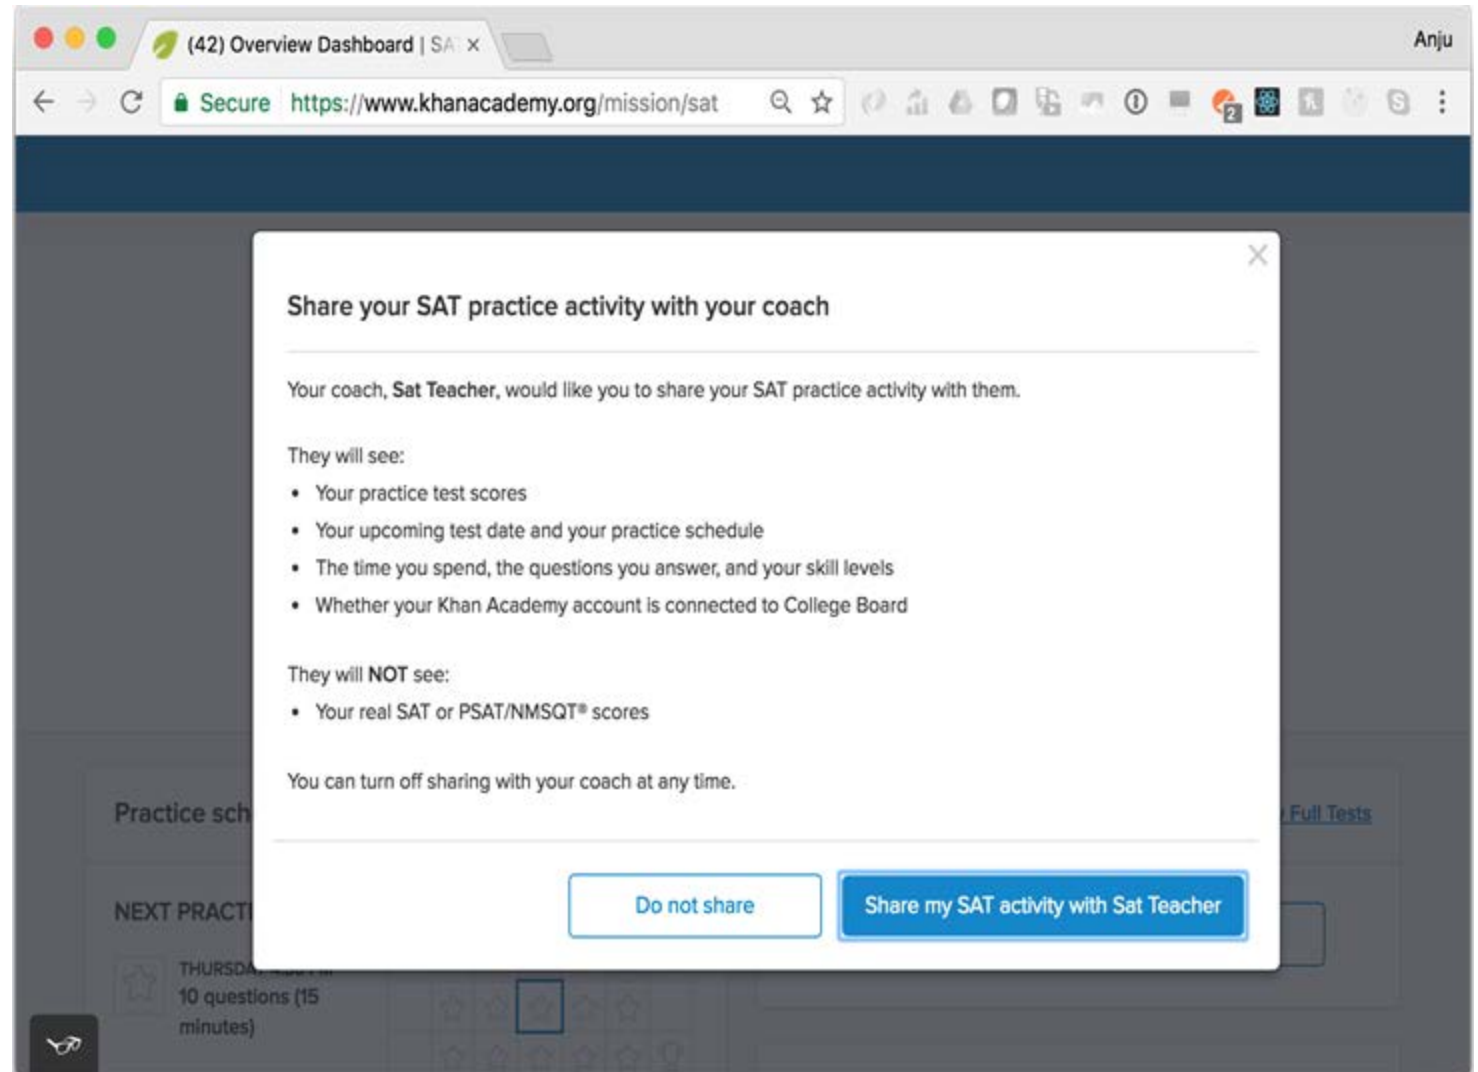 (42) Overview Dashboard | SA
Anju
Secure https://www.khanacademy.org/mission/sat
2
Share your SAT practice activity with your coach
Your coach, Sat Teacher, would like you to share your SAT practice activity with them.
They will see:
• Your practice test scores
• Your upcoming test date and your practice schedule
• The time you spend, the questions you answer, and your skill levels
• Whether your Khan Academy account is connected to College Board
They will NOT see:
• Your real SAT or PSAT/NMSQT® scores
You can turn off sharing with your coach at any time.
Practice sch
Full Tests
Do not share
Share my SAT activity with Sat Teacher
NEXT PRACTI
THURSDA
10 questions (15
minutes)